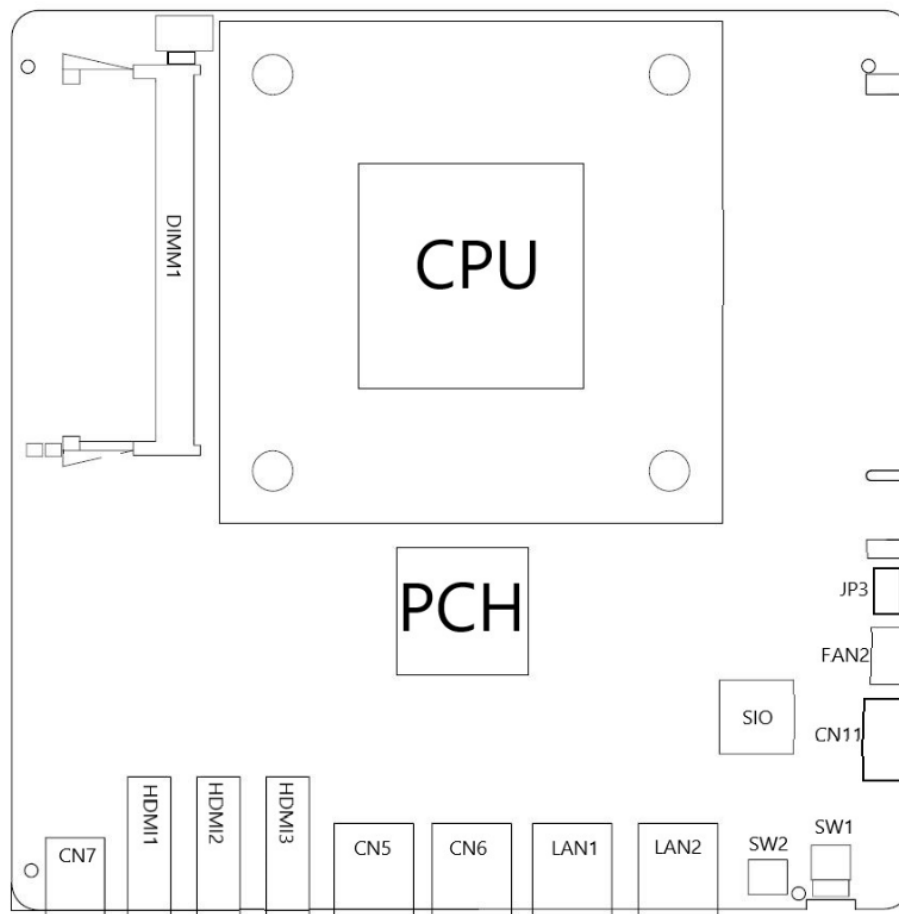 DIMM1
CPU
PCH
JP3
FAN2
SIO
CN11
CN7
HDMI1
HDMI2
HDMI3
CN5
CN6
LAN1
LAN2
SW2
SW1